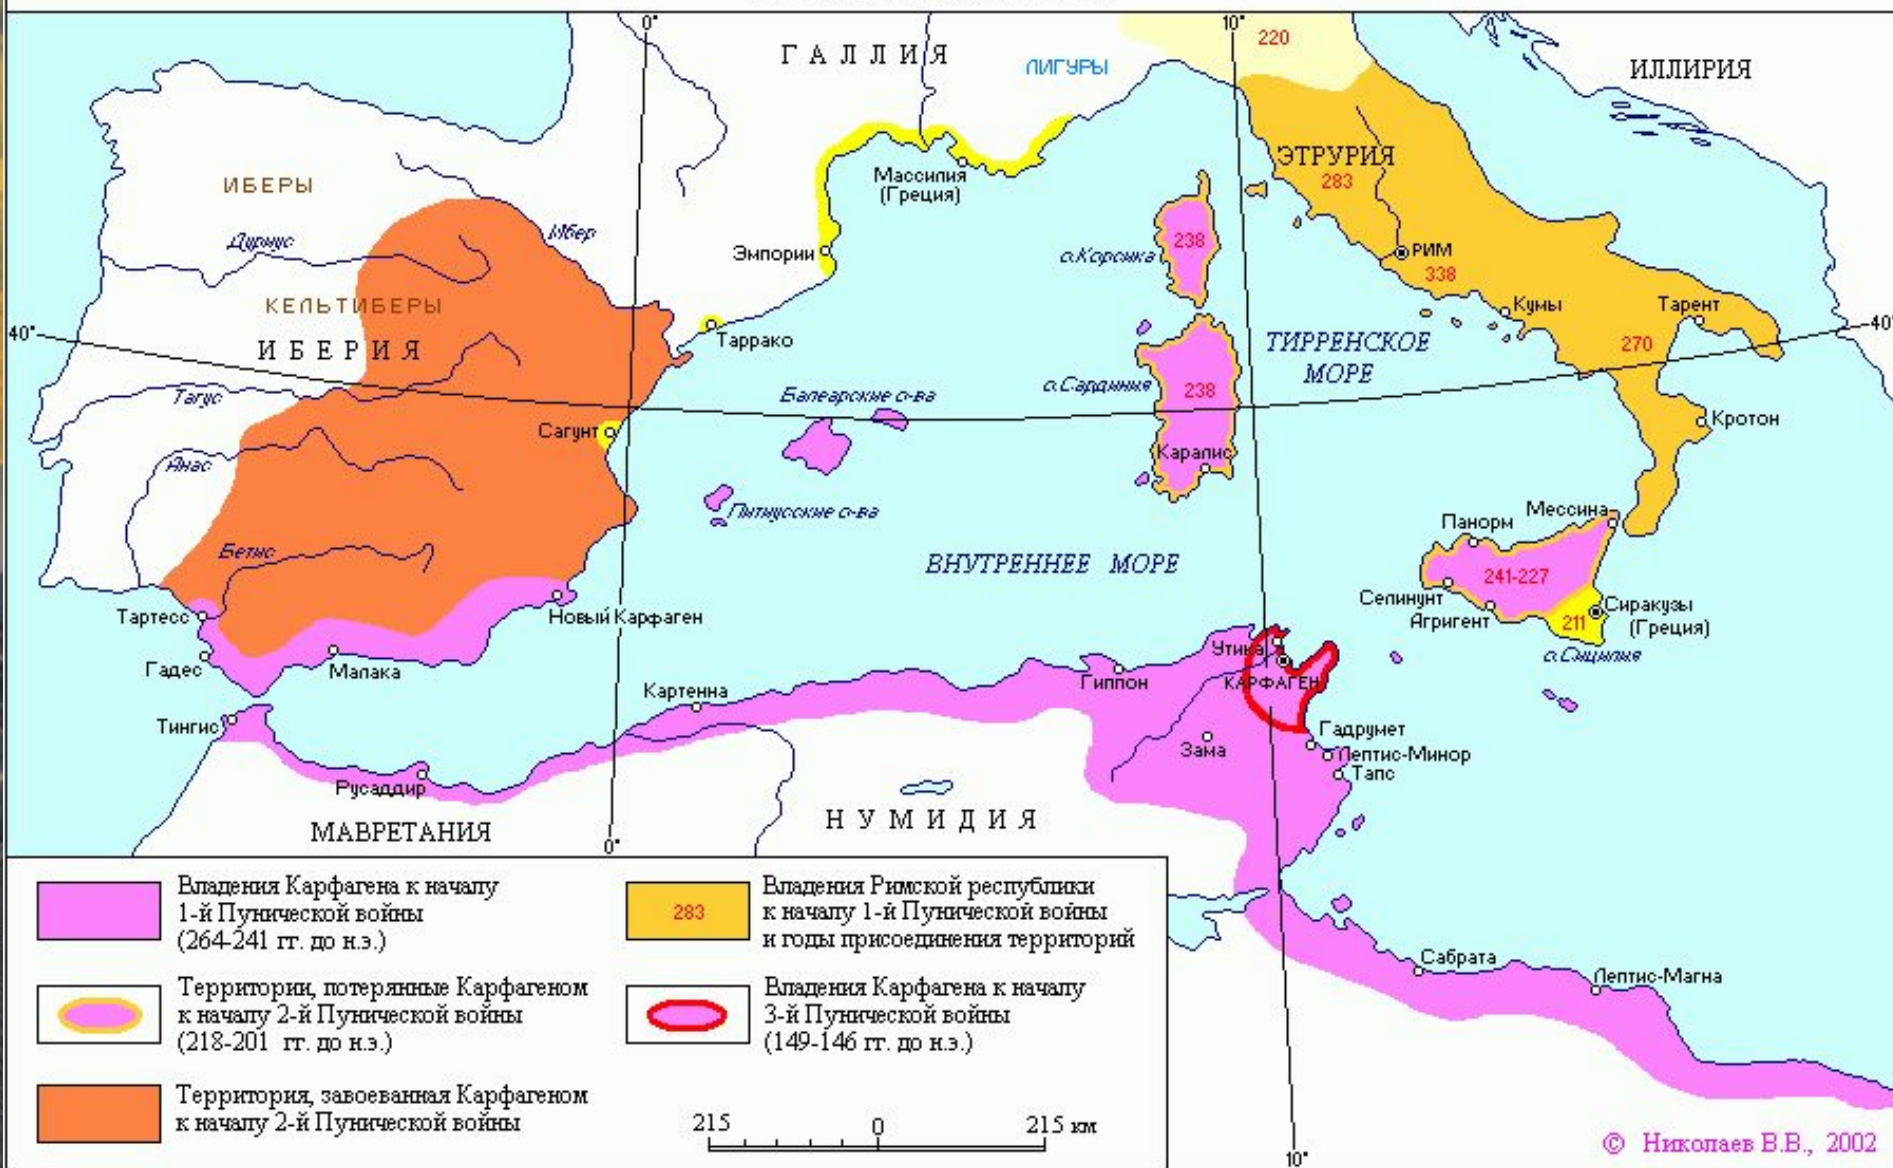 0°
10°
220
ГАЛЛИЯ
ЛИГУРЫ
ИЛЛИРИЯ
ИБЕРЫ
Массилия
(Греция)
ЭТРУРИЯ
283
Дуриус
Ибер
Эмпории
о.Корсика
238
РИМ
338
КЕЛЬТИБЕРЫ
Кумы
Тарент
40°
ИБЕРИЯ
Таррако
ТИРРЕНСКОЕ
МОРЕ
270
40°
Тагус
Балеарские о-ва
о.Сардиния
238
Кротон
Сагунт
Анас
Каралис
Питиусские о-ва
Мессина
Панорм
Бетис
ВНУТРЕННЕЕ МОРЕ
241-227
Селинунт
Агригент
211
Сиракузы
(Греция)
о.Сицилия
Тартесс
Новый Карфаген
Гадес
Малака
Утика
КАРФАГЕН
Гиппон
Картенна
Тингис
Зама
Гадрумет
Лептис-Минор
Тапс
Русаддир
МАВРЕТАНИЯ
НУМИДИЯ
0°
Сабрата
Лептис-Магна
Владения Карфагена к началу
1-й Пунической войны
(264-241 гг. до н.э.)
Территории, потерянные Карфагеном
к началу 2-й Пунической войны
(218-201 гг. до н.э.)
Территория, завоеванная Карфагеном
к началу 2-й Пунической войны
283
Владения Римской республики
к началу 1-й Пунической войны
и годы присоединения территорий
Владения Карфагена к началу
3-й Пунической войны
(149-146 гг. до н.э.)
215 0 215 км
10°
© Николаев В.В., 2002